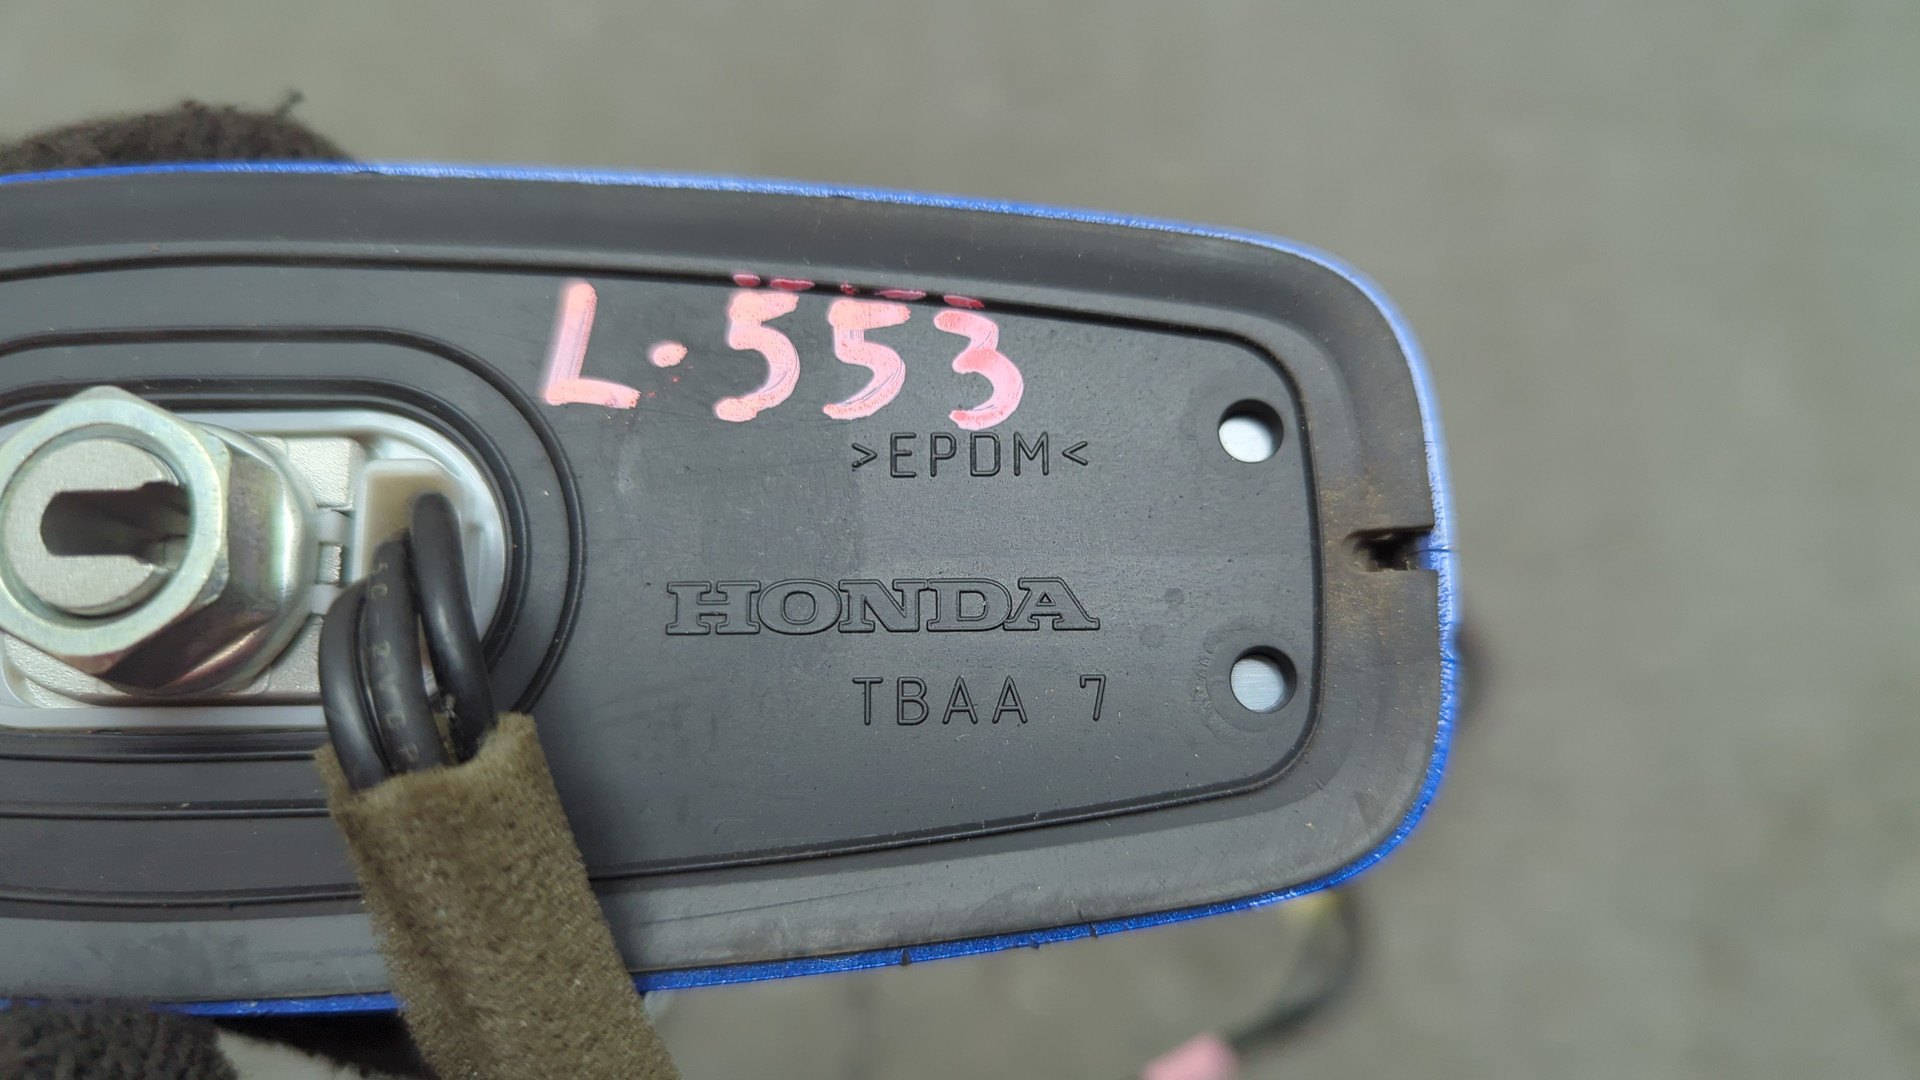 L.553
>EPDM<
HONDA
TBAA 7